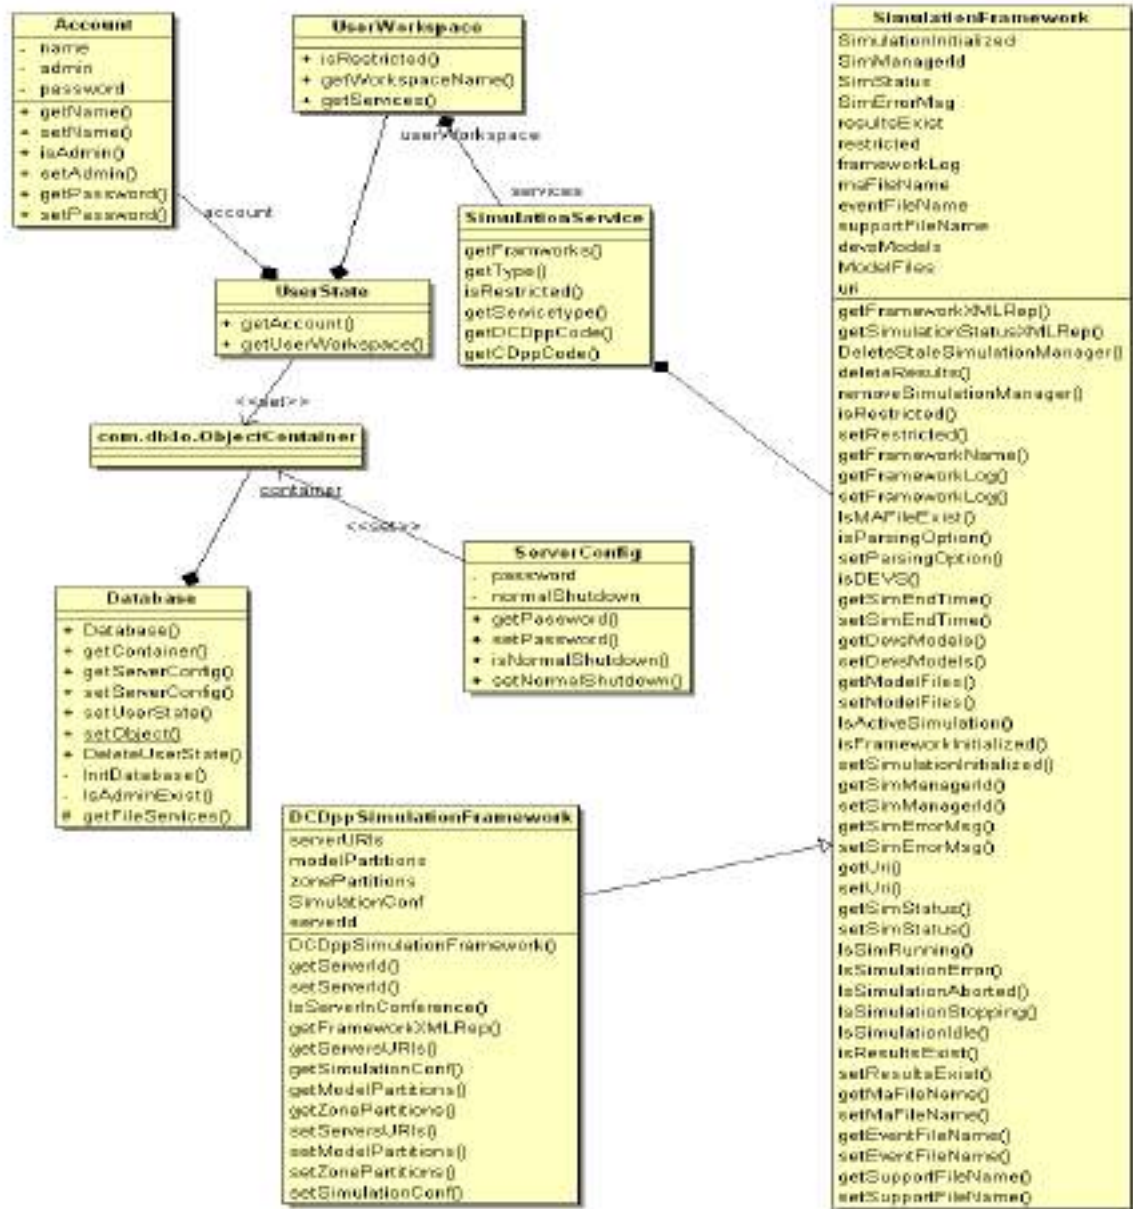 Account
- name
- admin
- password
+ getName()
+ setName()
+ isAdmin()
+ setAdmin()
+ getPassword()
+ setPassword()
UserWorkspace
+ isRestricted()
+ getWorkspaceName()
+ getServices()
userWorkspace
services
account
SimulationService
getFramworks()
getType()
isRestricted()
getServicetype()
getDCDppCode()
getCDppCode()
UserState
+ getAccount()
+ getUserWorkspace()
<<set>>
com.db4o.ObjectContainer
container
<<set>>
ServerConfig
- password
- normalShutdown
+ getPassword()
+ setPassword()
+ isNormalShutdown()
+ setNormalShutdown()
Database
+ Database()
+ getContainer()
+ getServerConfig()
+ setServerConfig()
+ setUserState()
+ setObject()
+ DeleteUserState()
- InitDatabase()
- IsAdminExist()
# getFileServices()
DCDppSimulationFramework
serverURIs
modelPartitions
zonePartitions
SimulationConf
serverId
DCDppSimulationFramework()
getServerId()
setServerId()
IsServerInConference()
getFrameworkXMLRep()
getServersURIs()
getSimulationConf()
getModelPartitions()
getZonePartitions()
setServersURIs()
setModelPartitions()
setZonePartitions()
setSimulationConf()
SimulationFramework
SimulationInitialized
SimManagerId
SimStatus
SimErrorMsg
resultsExist
restricted
frameworkLog
maFileName
eventFileName
supportFileName
devsModels
ModelFiles
uri
getFrameworkXMLRep()
getSimulationStatusXMLRep()
DeleteStaleSimulationManager()
deleteResults()
removeSimulationManager()
isRestricted()
setRestricted()
getFrameworkName()
getFrameworkLog()
setFrameworkLog()
IsMAFileExist()
isParsingOption()
setParsingOption()
isDEVS()
getSimEndTime()
setSimEndTime()
getDevsModels()
setDevsModels()
getModelFiles()
setModelFiles()
IsActiveSimulation()
isFrameworkInitialized()
setSimulationInitialized()
getSimManagerId()
setSimManagerId()
getSimErrorMsg()
setSimErrorMsg()
getUri()
setUri()
getSimStatus()
setSimStatus()
IsSimRunning()
IsSimulationError()
IsSimulationAborted()
IsSimulationStopping()
IsSimulationIdle()
isResultsExist()
setResultsExist()
getMaFileName()
setMaFileName()
getEventFileName()
setEventFileName()
getSupportFileName()
setSupportFileName()